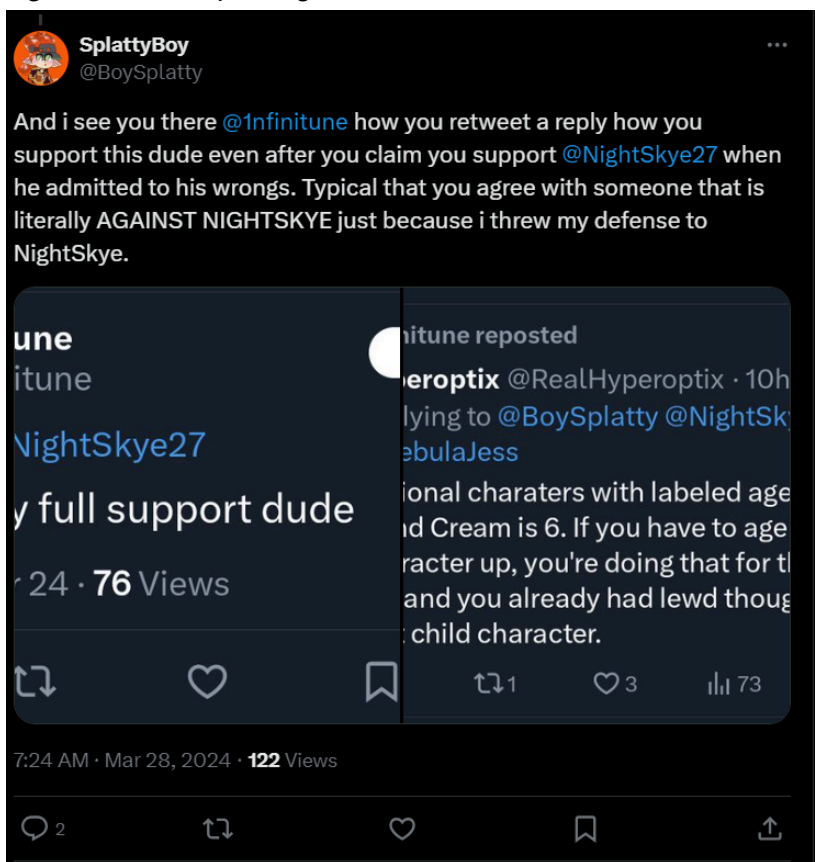 SplattyBoy
@BoySplatty
And i see you there @1nfinitune how you retweet a reply how you
support this dude even after you claim you support @NightSkye27 when
he admitted to his wrongs. Typical that you agree with someone that is
literally AGAINST NIGHTSKYE just because i threw my defense to
NightSkye.
une
itune
NightSkye27
y full support dude
24 · 76 Views
nitune reposted
eroptix @RealHyperoptix · 10h
lying to @BoySplatty @NightSky
ebulaJess
ional charaters with labeled age
nd Cream is 6. If you have to age
racter up, you're doing that for t
and you already had lewd thoug
child character.
1
3
73
7:24 AM · Mar 28, 2024 · 122 Views
2